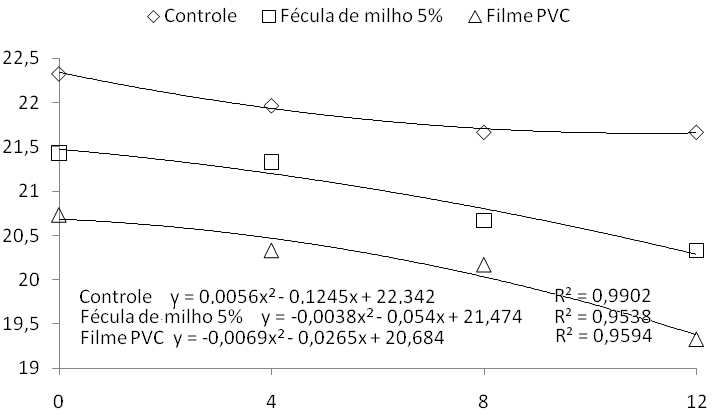 Controle Fécula de milho 5% Filme PVC
22,5
22
21,5
21
20,5
20
19,5
19
Controle y = 0,0056x² - 0,1245x + 22,342 R² = 0,9902
Fécula de milho 5% y = -0,0038x² - 0,054x + 21,474 R² = 0,9538
Filme PVC y = -0,0069x² - 0,0265x + 20,684 R² = 0,9594
0 4 8 12